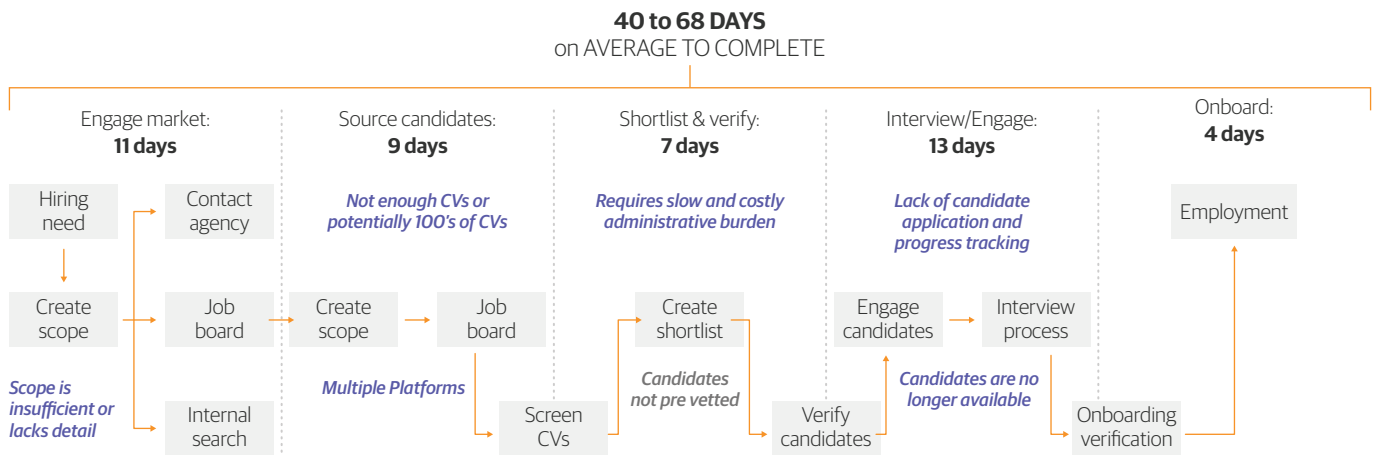 40 to 68 DAYS
on AVERAGE TO COMPLETE
Engage market:
11 days
Source candidates:
9 days
Shortlist & verify:
7 days
Interview/Engage:
13 days
Onboard:
4 days
Hiring
need
Contact
agency
Not enough CVs or
potentially 100's of CVs
Requires slow and costly
administrative burden
Lack of candidate
application and
progress tracking
Employment
Create
scope
Job
board
Create
scope
Job
board
Create
shortlist
Engage
candidates
Interview
process
Scope is
insufficient or
lacks detail
Internal
search
Multiple Platforms
Screen
CVs
Candidates
not pre vetted
Verify
candidates
Candidates are no
longer available
Onboarding
verification